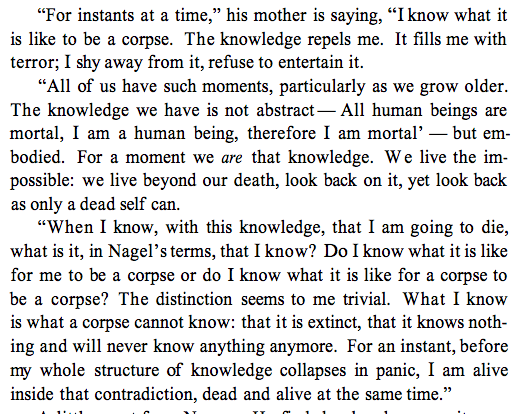 “For instants at a time,” his mother is saying, “I know what it
is like to be a corpse. The knowledge repels me. It fills me with
terror; I shy away from it, refuse to entertain it.
“All of us have such moments, particularly as we grow older.
The knowledge we have is not abstract — All human beings are
mortal, I am a human being, therefore I am mortal’ — but em-
bodied. For a moment we are that knowledge. We live the im-
possible: we live beyond our death, look back on it, yet look back
as only a dead self can.
“When I know, with this knowledge, that I am going to die,
what is it, in Nagel’s terms, that I know? Do I know what it is like
for me to be a corpse or do I know what it is like for a corpse to
be a corpse? The distinction seems to me trivial. What I know
is what a corpse cannot know: that it is extinct, that it knows noth-
ing and will never know anything anymore. For an instant, before
my whole structure of knowledge collapses in panic, I am alive
inside that contradiction, dead and alive at the same time.”